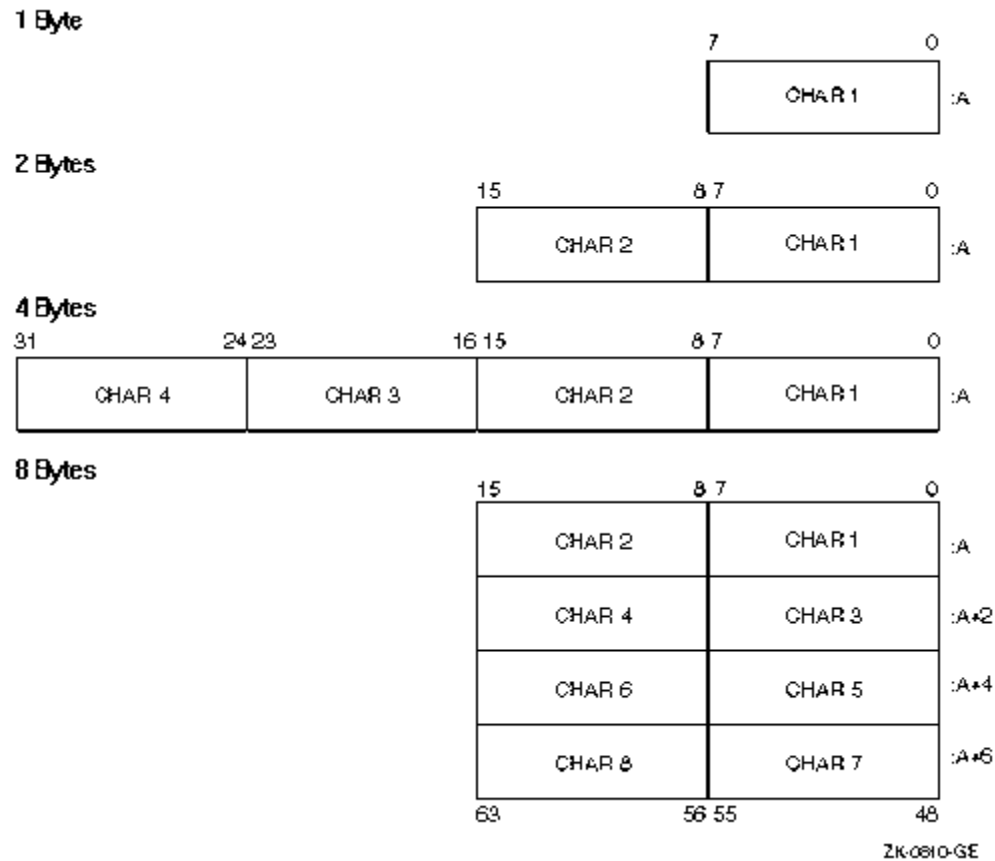 1 Byte
7 0
CHAR 1 :A
2 Bytes
15 8 7 0
CHAR 2 CHAR 1 :A
4 Bytes
31 24 23 16 15 8 7 0
CHAR 4 CHAR 3 CHAR 2 CHAR 1 :A
8 Bytes
15 8 7 0
CHAR 2 CHAR 1 :A
CHAR 4 CHAR 3 :A+2
CHAR 6 CHAR 5 :A+4
CHAR 8 CHAR 7 :A+6
63 56 55 48
ZK-0810-GE